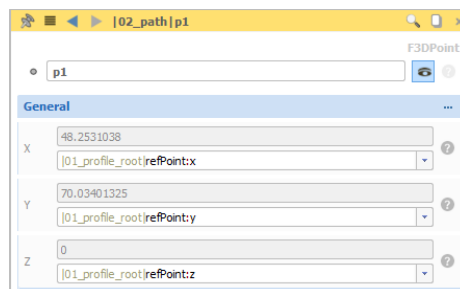 |02_path|p1
F3DPoint
p1
General
...
X
48.2531038
|01_profile_root|refPoint:x
Y
70.03401325
|01_profile_root|refPoint:y
Z
0
|01_profile_root|refPoint:z